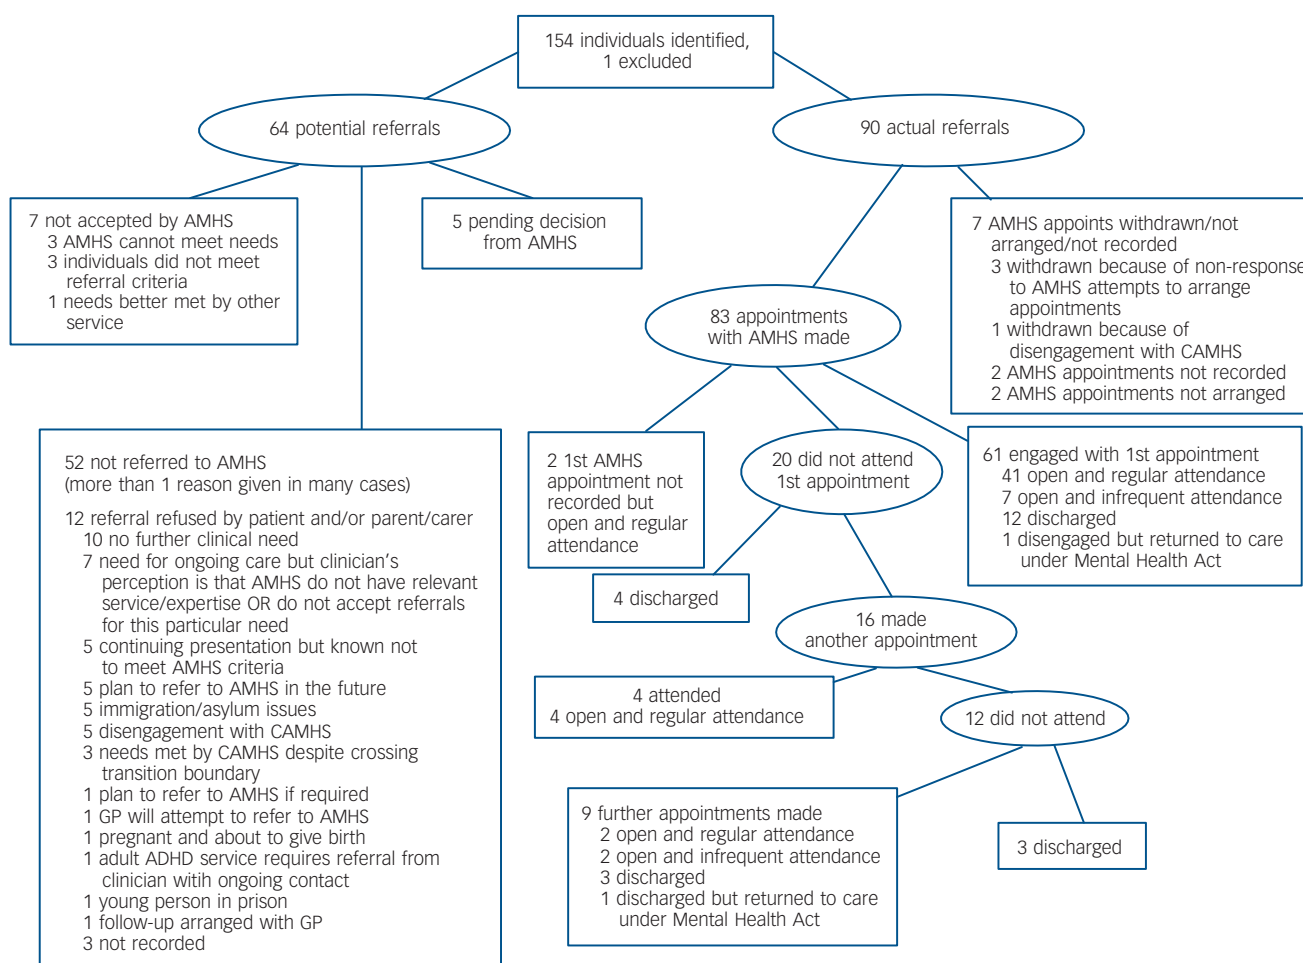 154 individuals identified,
1 excluded
64 potential referrals
90 actual referrals
7 not accepted by AMHS
3 AMHS cannot meet needs
3 individuals did not meet
referral criteria
1 needs better met by other
service
5 pending decision
from AMHS
7 AMHS appoints withdrawn/not
arranged/not recorded
3 withdrawn because of non-response
to AMHS attempts to arrange
appointments
1 withdrawn because of
disengagement with CAMHS
2 AMHS appointments not recorded
2 AMHS appointments not arranged
83 appointments
with AMHS made
52 not referred to AMHS
(more than 1 reason given in many cases)
12 referral refused by patient and/or parent/carer
10 no further clinical need
7 need for ongoing care but clinician's
perception is that AMHS do not have relevant
service/expertise OR do not accept referrals
for this particular need
5 continuing presentation but known not
to meet AMHS criteria
5 plan to refer to AMHS in the future
5 immigration/asylum issues
5 disengagement with CAMHS
3 needs met by CAMHS despite crossing
transition boundary
1 plan to refer to AMHS if required
1 GP will attempt to refer to AMHS
1 pregnant and about to give birth
1 adult ADHD service requires referral from
clinician witih ongoing contact
1 young person in prison
1 follow-up arranged with GP
3 not recorded
2 1st AMHS
appointment not
recorded but
open and regular
attendance
20 did not attend
1st appointment
61 engaged with 1st appointment
41 open and regular attendance
7 open and infrequent attendance
12 discharged
1 disengaged but returned to care
under Mental Health Act
4 discharged
16 made
another appointment
4 attended
4 open and regular attendance
12 did not attend
9 further appointments made
2 open and regular attendance
2 open and infrequent attendance
3 discharged
1 discharged but returned to care
under Mental Health Act
3 discharged